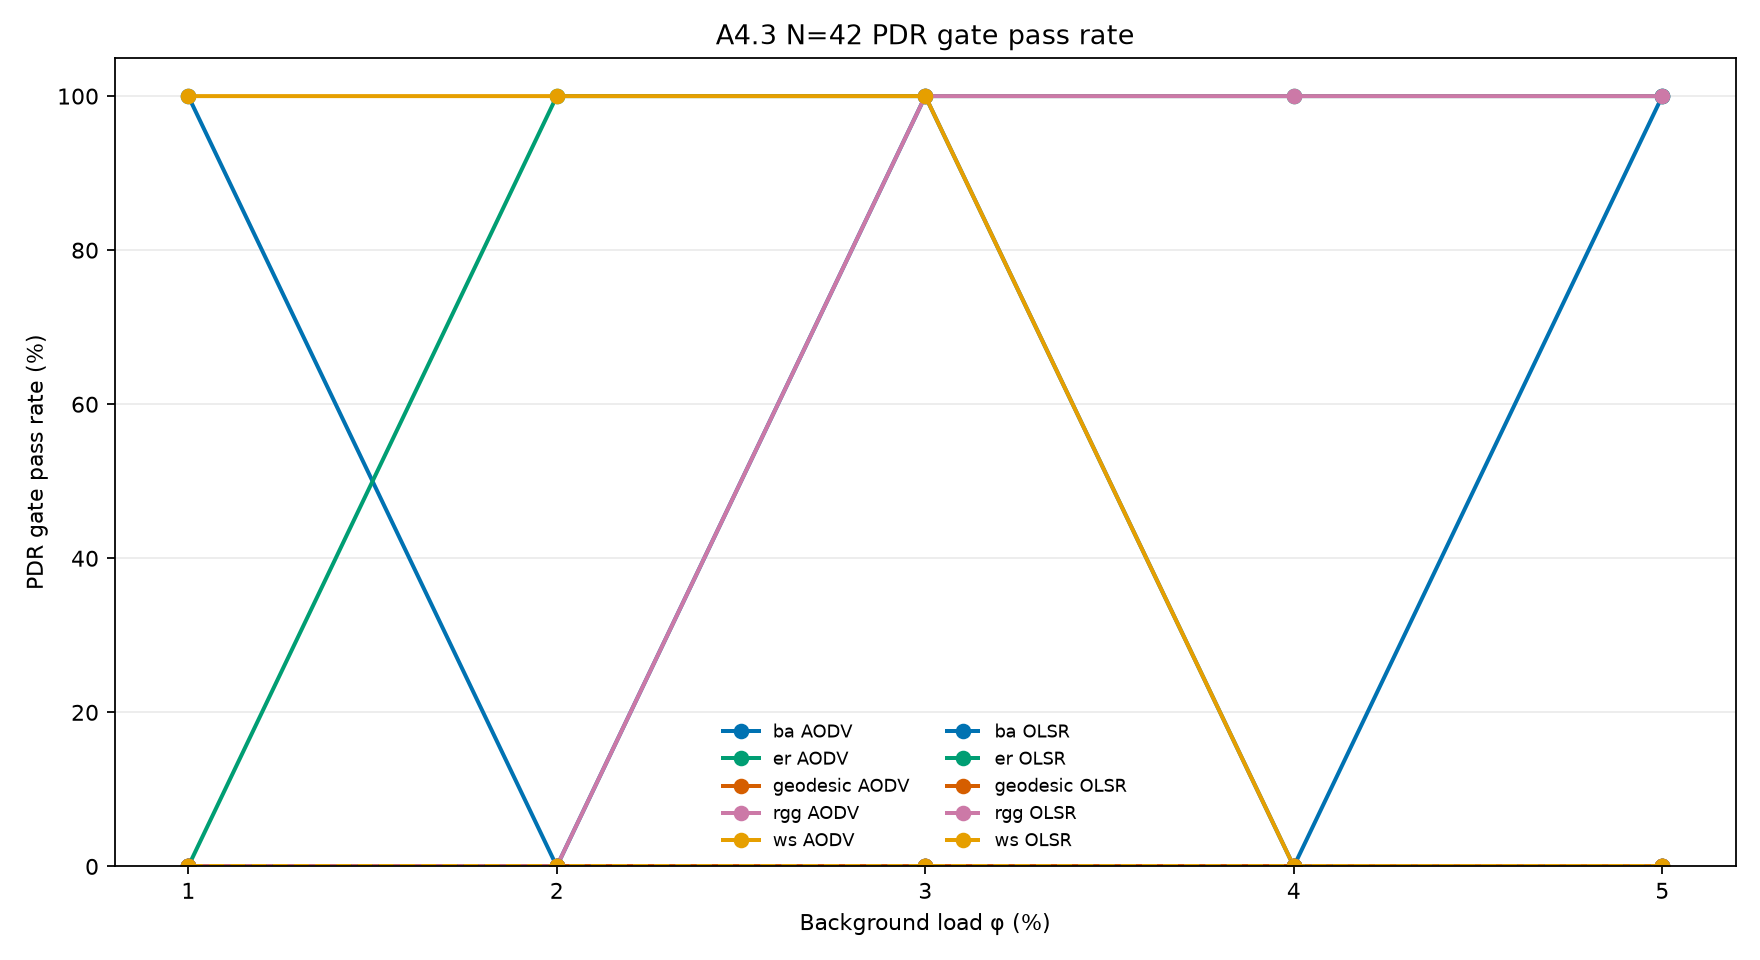 A4.3 N=42 PDR gate pass rate
PDR gate pass rate (%)
100
80
60
40
20
0
ba AODV
er AODV
geodesic AODV
rgg AODV
ws AODV
ba OLSR
er OLSR
geodesic OLSR
rgg OLSR
ws OLSR
1 2 3 4 5
Background load φ (%)